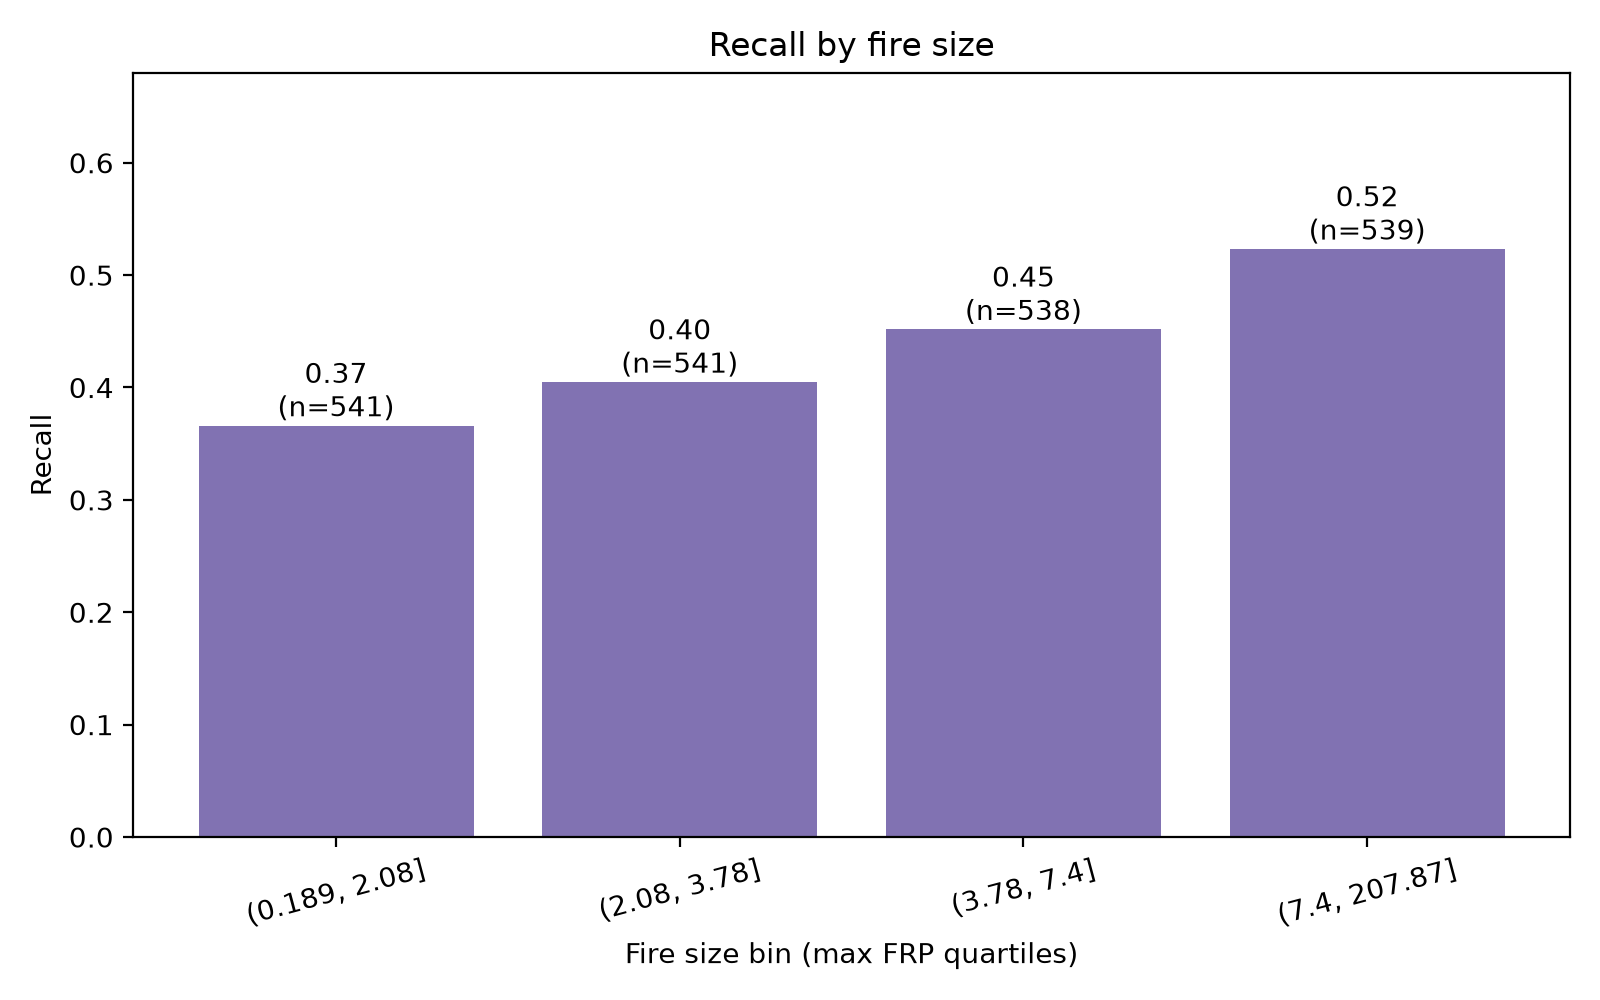 Recall by fire size
Recall
0.6
0.5
0.4
0.3
0.2
0.1
0.0
0.37
(n=541)
0.40
(n=541)
0.45
(n=538)
0.52
(n=539)
(0.189, 2.08]
(2.08, 3.78]
(3.78, 7.4]
(7.4, 207.87]
Fire size bin (max FRP quartiles)